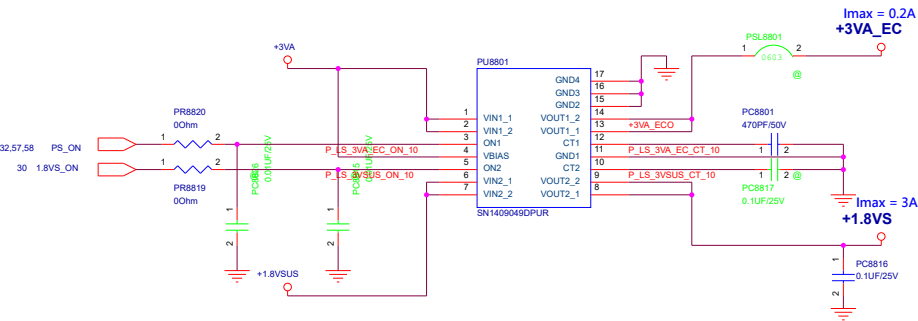 Imax = 0.2A
+3VA_EC
+3VA
PU8801
PSL8801
1
2
0603
@
17
GND4
16
GND3
15
GND2
14
VOUT1_2
13
VOUT1_1
12
CT1
11
GND1
10
CT2
9
VOUT2_2
8
VOUT2_1
1
VIN1_1
2
VIN1_2
3
ON1
4
VBIAS
5
ON2
6
VIN2_1
7
VIN2_2
SN1409049DPUR
+3VA_ECO
PC8801
470PF/50V
P_LS_3VA_EC_CT_10
1
2
P_LS_3VSUS_CT_10
1
2
@
PC8817
0.1UF/25V
32,57,58 PS_ON
1
PR8820
0Ohm
2
30 1.8VS_ON
1
2
PR8819
0Ohm
P_LS_3VA_EC_ON_10
P_LS_3VSUS_ON_10
1
2
1
2
+1.8VSUS
Imax = 3A
+1.8VS
1
2
PC8816
0.1UF/25V